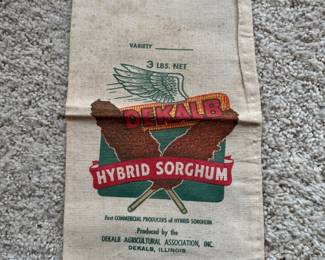 VARIETY
3 LBS. NET
DEKALB
HYBRID SORGHUM
First COMMERCIAL PRODUCERS of HYBRID SORGHUM
Produced by the
DEKALB AGRICULTURAL ASSOCIATION, INC.
DEKALB, ILLINOIS